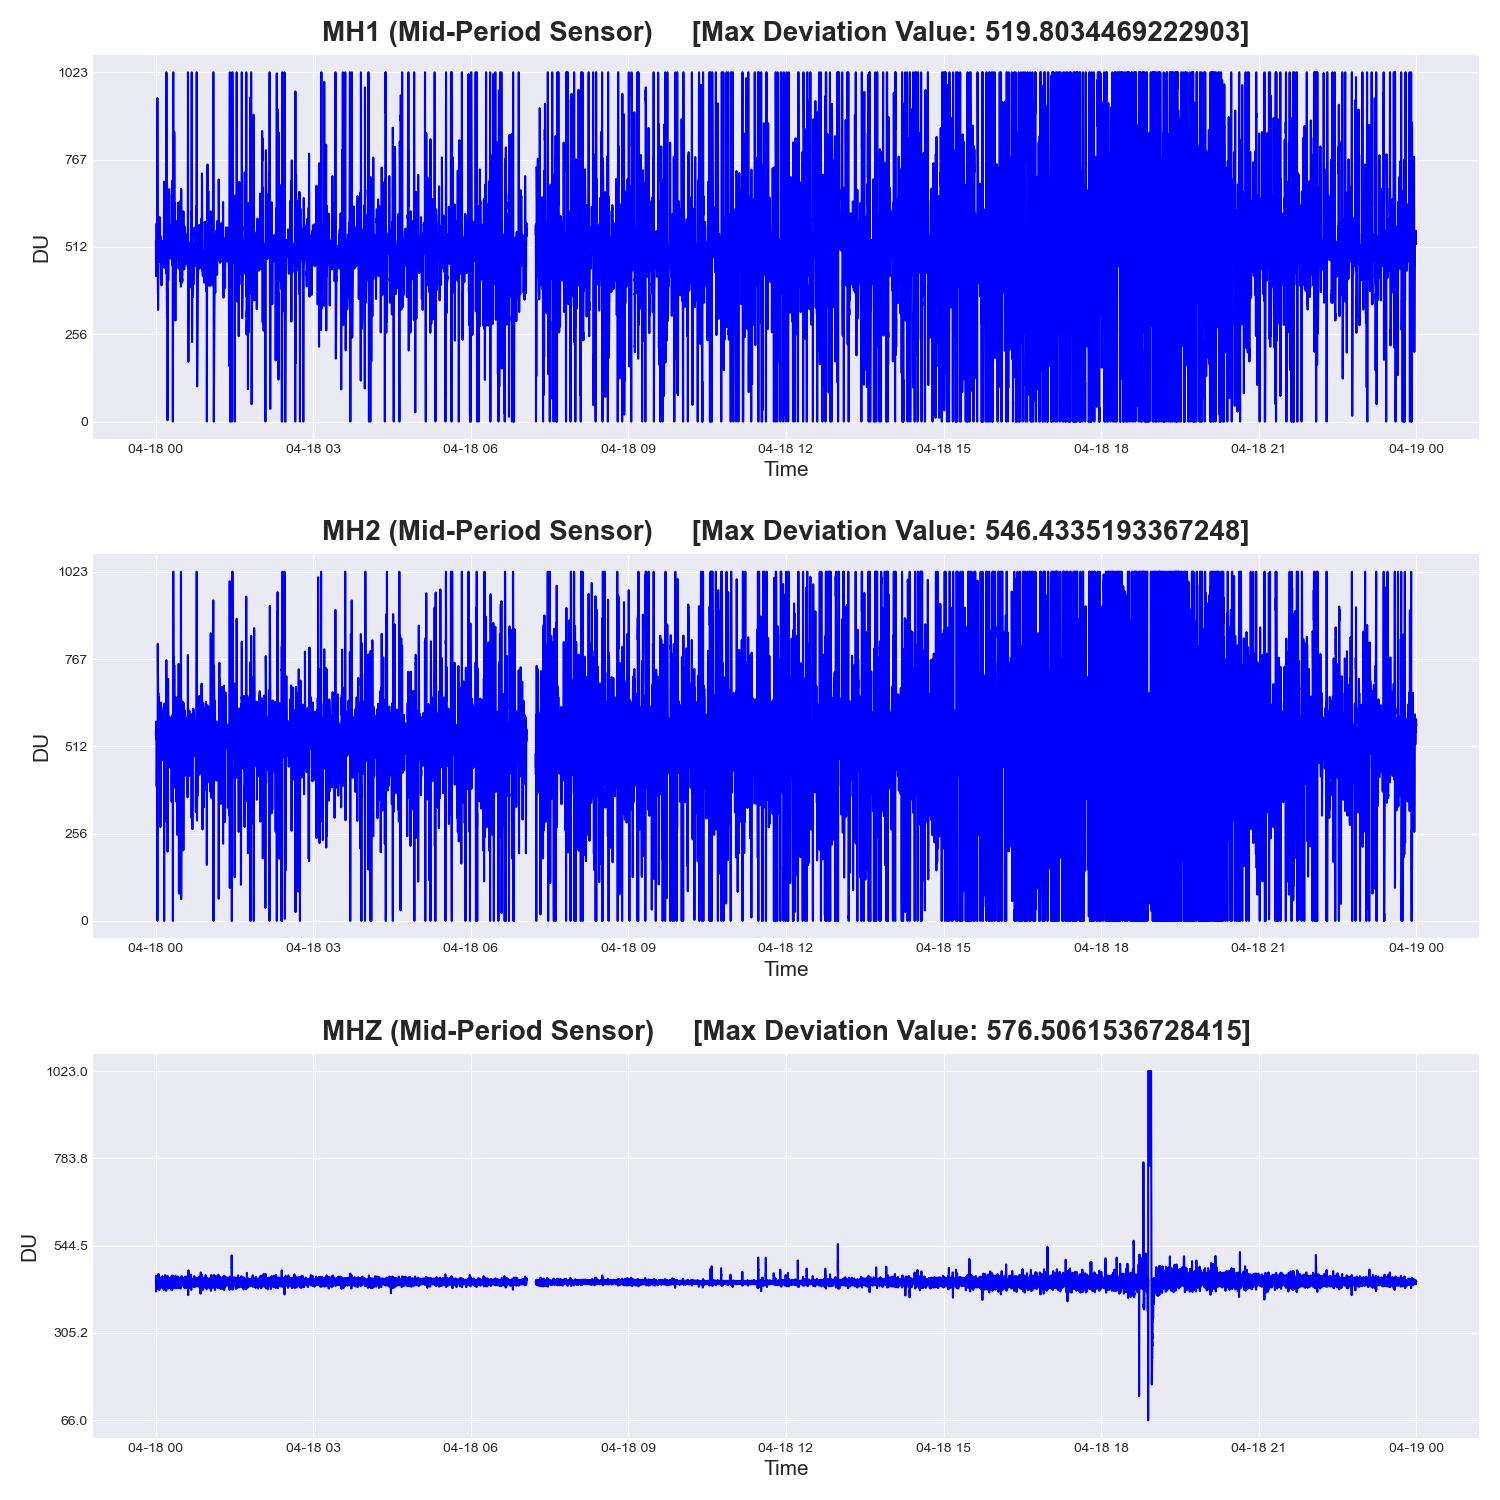 MH1 (Mid-Period Sensor) [Max Deviation Value: 519.8034469222903]
1023
767
512
256
0
DU
04-18 00 04-18 03 04-18 06 04-18 09 04-18 12 04-18 15 04-18 18 04-18 21 04-19 00
Time
MH2 (Mid-Period Sensor) [Max Deviation Value: 546.4335193367248]
1023
767
512
256
0
DU
04-18 00 04-18 03 04-18 06 04-18 09 04-18 12 04-18 15 04-18 18 04-18 21 04-19 00
Time
MHZ (Mid-Period Sensor) [Max Deviation Value: 576.5061536728415]
1023.0
783.8
544.5
305.2
66.0
DU
04-18 00 04-18 03 04-18 06 04-18 09 04-18 12 04-18 15 04-18 18 04-18 21 04-19 00
Time